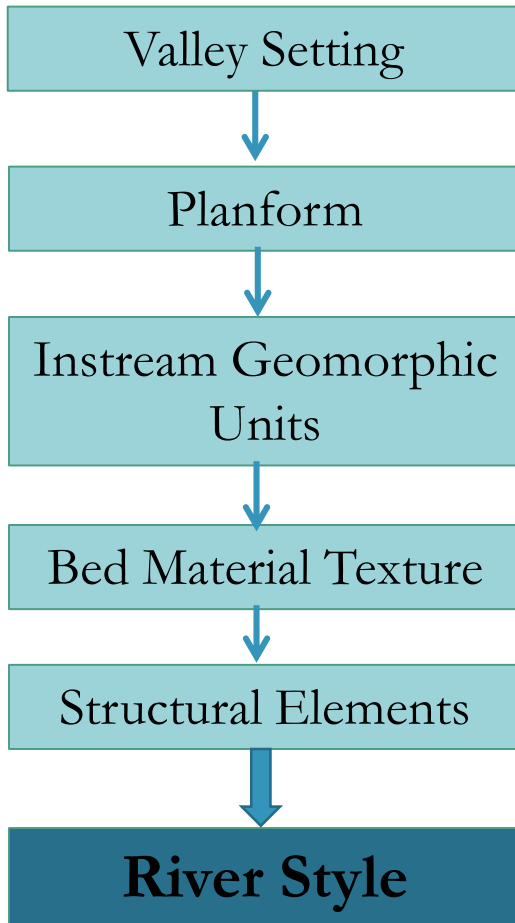 Valley Setting
Planform
Instream Geomorphic
Units
Bed Material Texture
Structural Elements
River Style